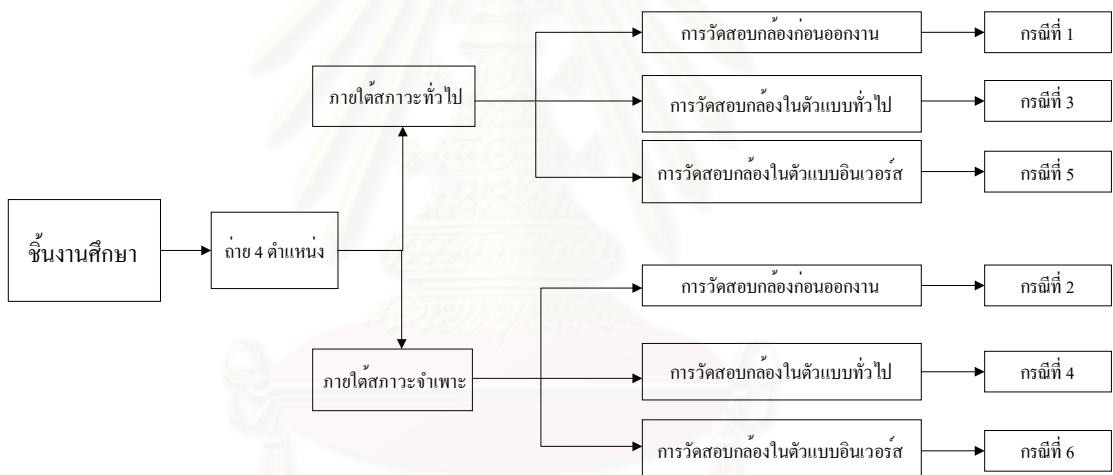 การวัดสอบกล้องก่อนออกงาน
กรณีที่ 1
ภายใต้สภาวะทั่วไป
การวัดสอบกล้องในตัวแบบทั่วไป
กรณีที่ 3
การวัดสอบกล้องในตัวแบบอินเวอร์ส
กรณีที่ 5
ชิ้นงานศึกษา
ถ่าย 4 ตำแหน่ง
การวัดสอบกล้องก่อนออกงาน
กรณีที่ 2
ภายใต้สภาวะจำเพาะ
การวัดสอบกล้องในตัวแบบทั่วไป
กรณีที่ 4
การวัดสอบกล้องในตัวแบบอินเวอร์ส
กรณีที่ 6